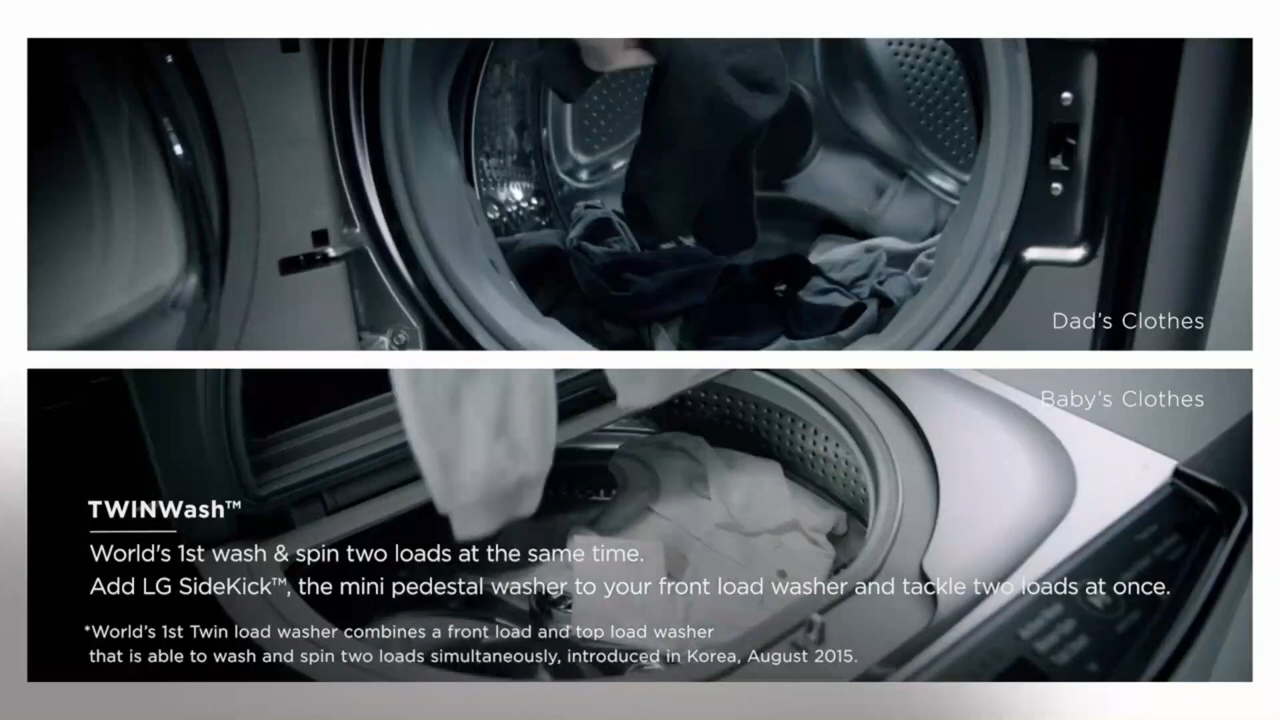 Dad's Clothes
Baby's Clothes
TWINWash™
World's 1st wash & spin two loads at the same time.
Add LG SideKick™, the mini pedestal washer to your front load washer and tackle two loads at once.
*World's 1st Twin load washer combines a front load and top load washer
that is able to wash and spin two loads simultaneously, introduced in Korea, August 2015.